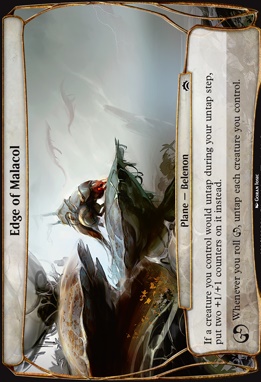 Edge of Malacol
Plane — Belenon
If a creature you control would untap during your untap step,
put two +1/+1 counters on it instead.
Whenever you roll , untap each creature you control.